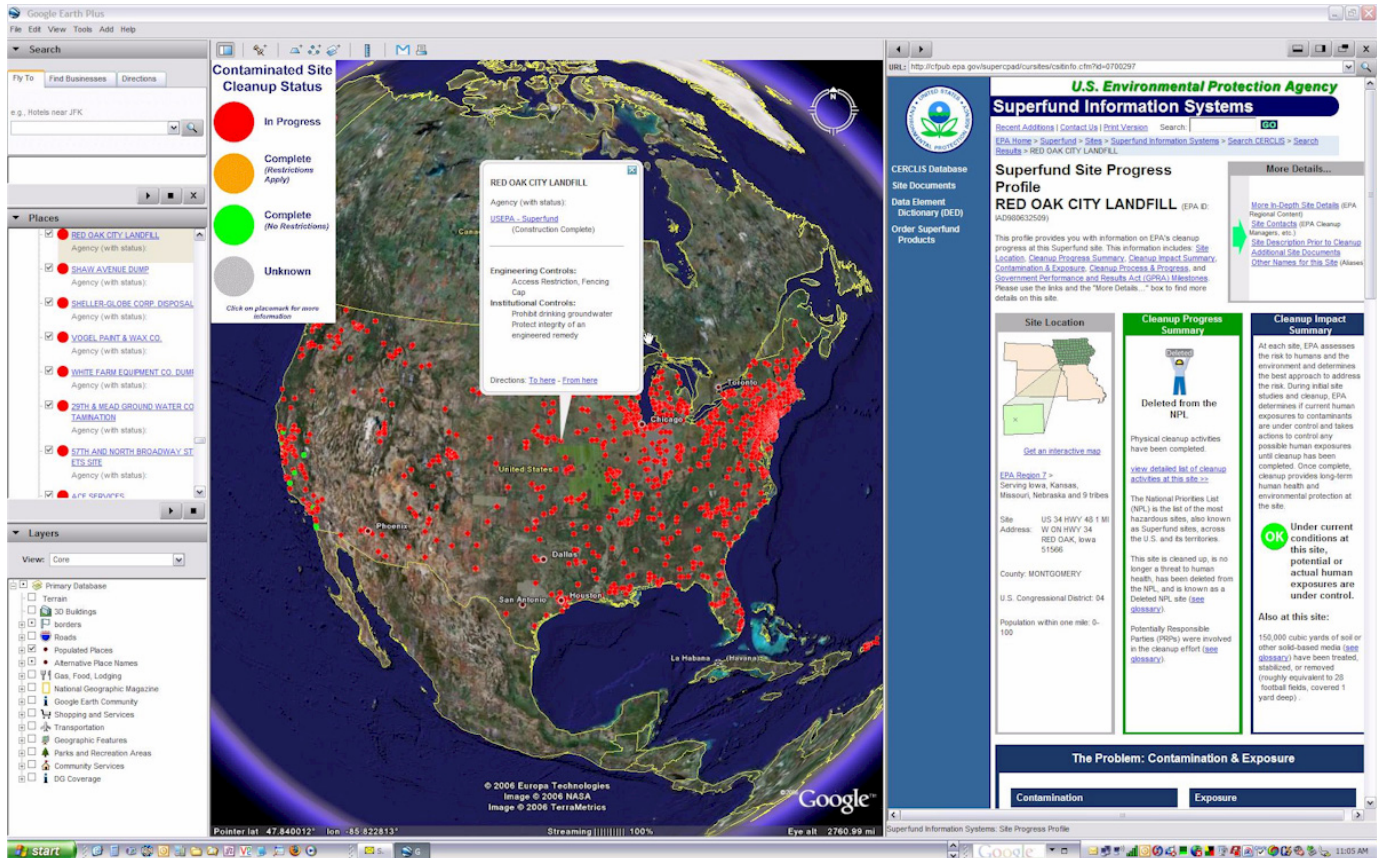 Google Earth Plus
File Edit View Tools Add Help
Search
Fly To Find Businesses Directions
e.g., Hotels near JFK
Places
RED OAK CITY LANDFILL
Agency (with status):
SHAW AVENUE DUMP
Agency (with status):
SHELLER-GLOBE CORP. DISPOSAL
Agency (with status):
VOGEL PAINT & WAX CO.
Agency (with status):
WHITE FARM EQUIPMENT CO. DUMP
Agency (with status):
29TH & MEAD GROUND WATER CO
TAMINATION
Agency (with status):
57TH AND NORTH BROADWAY ST
ETS SITE
Agency (with status):
ACE SERVICES
Layers
View: Core
Primary Database
Terrain
3D Buildings
borders
Roads
Populated Places
Alternative Place Names
Gas, Food, Lodging
National Geographic Magazine
Google Earth Community
Shopping and Services
Transportation
Geographic Features
Parks and Recreation Areas
Community Services
DG Coverage
Contaminated Site
Cleanup Status
In Progress
Complete
(Restrictions
Apply)
Complete
(No Restrictions)
Unknown
Click on placemark for more
information
RED OAK CITY LANDFILL
Agency (with status):
USEPA - Superfund
(Construction Complete)
Engineering Controls:
Access Restriction, Fencing
Cap
Institutional Controls:
Prohibit drinking groundwater
Protect integrity of an
engineered remedy
Directions: To here - From here
Toronto
Chicago
United States
Phoenix
Dallas
San Antonio
Houston
La Habana (Havana)
© 2006 Europa Technologies
Image © 2006 NASA
Image © 2006 TerraMetrics
Google
Pointer lat 47.840012° lon -85.822813° Streaming 100% Eye alt 2760.99 mi
URL: http://cfpub.epa.gov/supercpad/cursites/csitinfo.cfm?id=0700297
U.S. Environmental Protection Agency
Superfund Information Systems
Recent Additions | Contact Us | Print Version Search: GO
EPA Home > Superfund > Sites > Superfund Information Systems > Search CERCLIS > Search
Results > RED OAK CITY LANDFILL
CERCLIS Database
Site Documents
Data Element
Dictionary (DED)
Order Superfund
Products
Superfund Site Progress
Profile
RED OAK CITY LANDFILL (EPA ID:
IAD980632509)
This profile provides you with information on EPA's cleanup
progress at this Superfund site. This information includes: Site
Location, Cleanup Progress Summary, Cleanup Impact Summary,
Contamination & Exposure, Cleanup Process & Progress, and
Government Performance and Results Act (GPRA) Milestones.
Please use the links and the "More Details..." box to find more
details on this site.
More Details...
More In-Depth Site Details (EPA
Regional Content)
Site Contacts (EPA Cleanup
Managers, etc.)
Site Description Prior to Cleanup
Additional Site Documents
Other Names for this Site (Aliases
Site Location
Get an interactive map
EPA Region 7 >
Serving Iowa, Kansas,
Missouri, Nebraska and 9 tribes
Site US 34 HWY 48 1 MI
Address: W ON HWY 34
RED OAK, Iowa
51566
County: MONTGOMERY
U.S. Congressional District: 04
Population within one mile: 0-
100
Cleanup Progress
Summary
Deleted
Deleted from the
NPL
Physical cleanup activities
have been completed.
view detailed list of cleanup
activities at this site >>
The National Priorities List
(NPL) is the list of the most
hazardous sites, also known
as Superfund sites, across
the U.S. and its territories.
This site is cleaned up, is no
longer a threat to human
health, has been deleted from
the NPL, and is known as a
Deleted NPL site (see
glossary).
Potentially Responsible
Parties (PRPs) were involved
in the cleanup effort (see
glossary).
Cleanup Impact
Summary
At each site, EPA assesses
the risk to humans and the
environment and determines
the best approach to address
the risk. During initial site
studies and cleanup, EPA
determines if current human
exposures to contaminants
are under control and takes
actions to control any
possible human exposures
until cleanup has been
completed. Once complete,
cleanup provides long-term
human health and
environmental protection at
the site.
OK
Under current
conditions at
this site,
potential or
actual human
exposures are
under control.
Also at this site:
150,000 cubic yards of soil or
other solid-based media (see
glossary) have been treated,
stabilized, or removed
(roughly equivalent to 28
football fields, covered 1
yard deep) .
The Problem: Contamination & Exposure
Contamination
Exposure
Superfund Information Systems: Site Progress Profile
start
S.
G
Google
11:05 AM